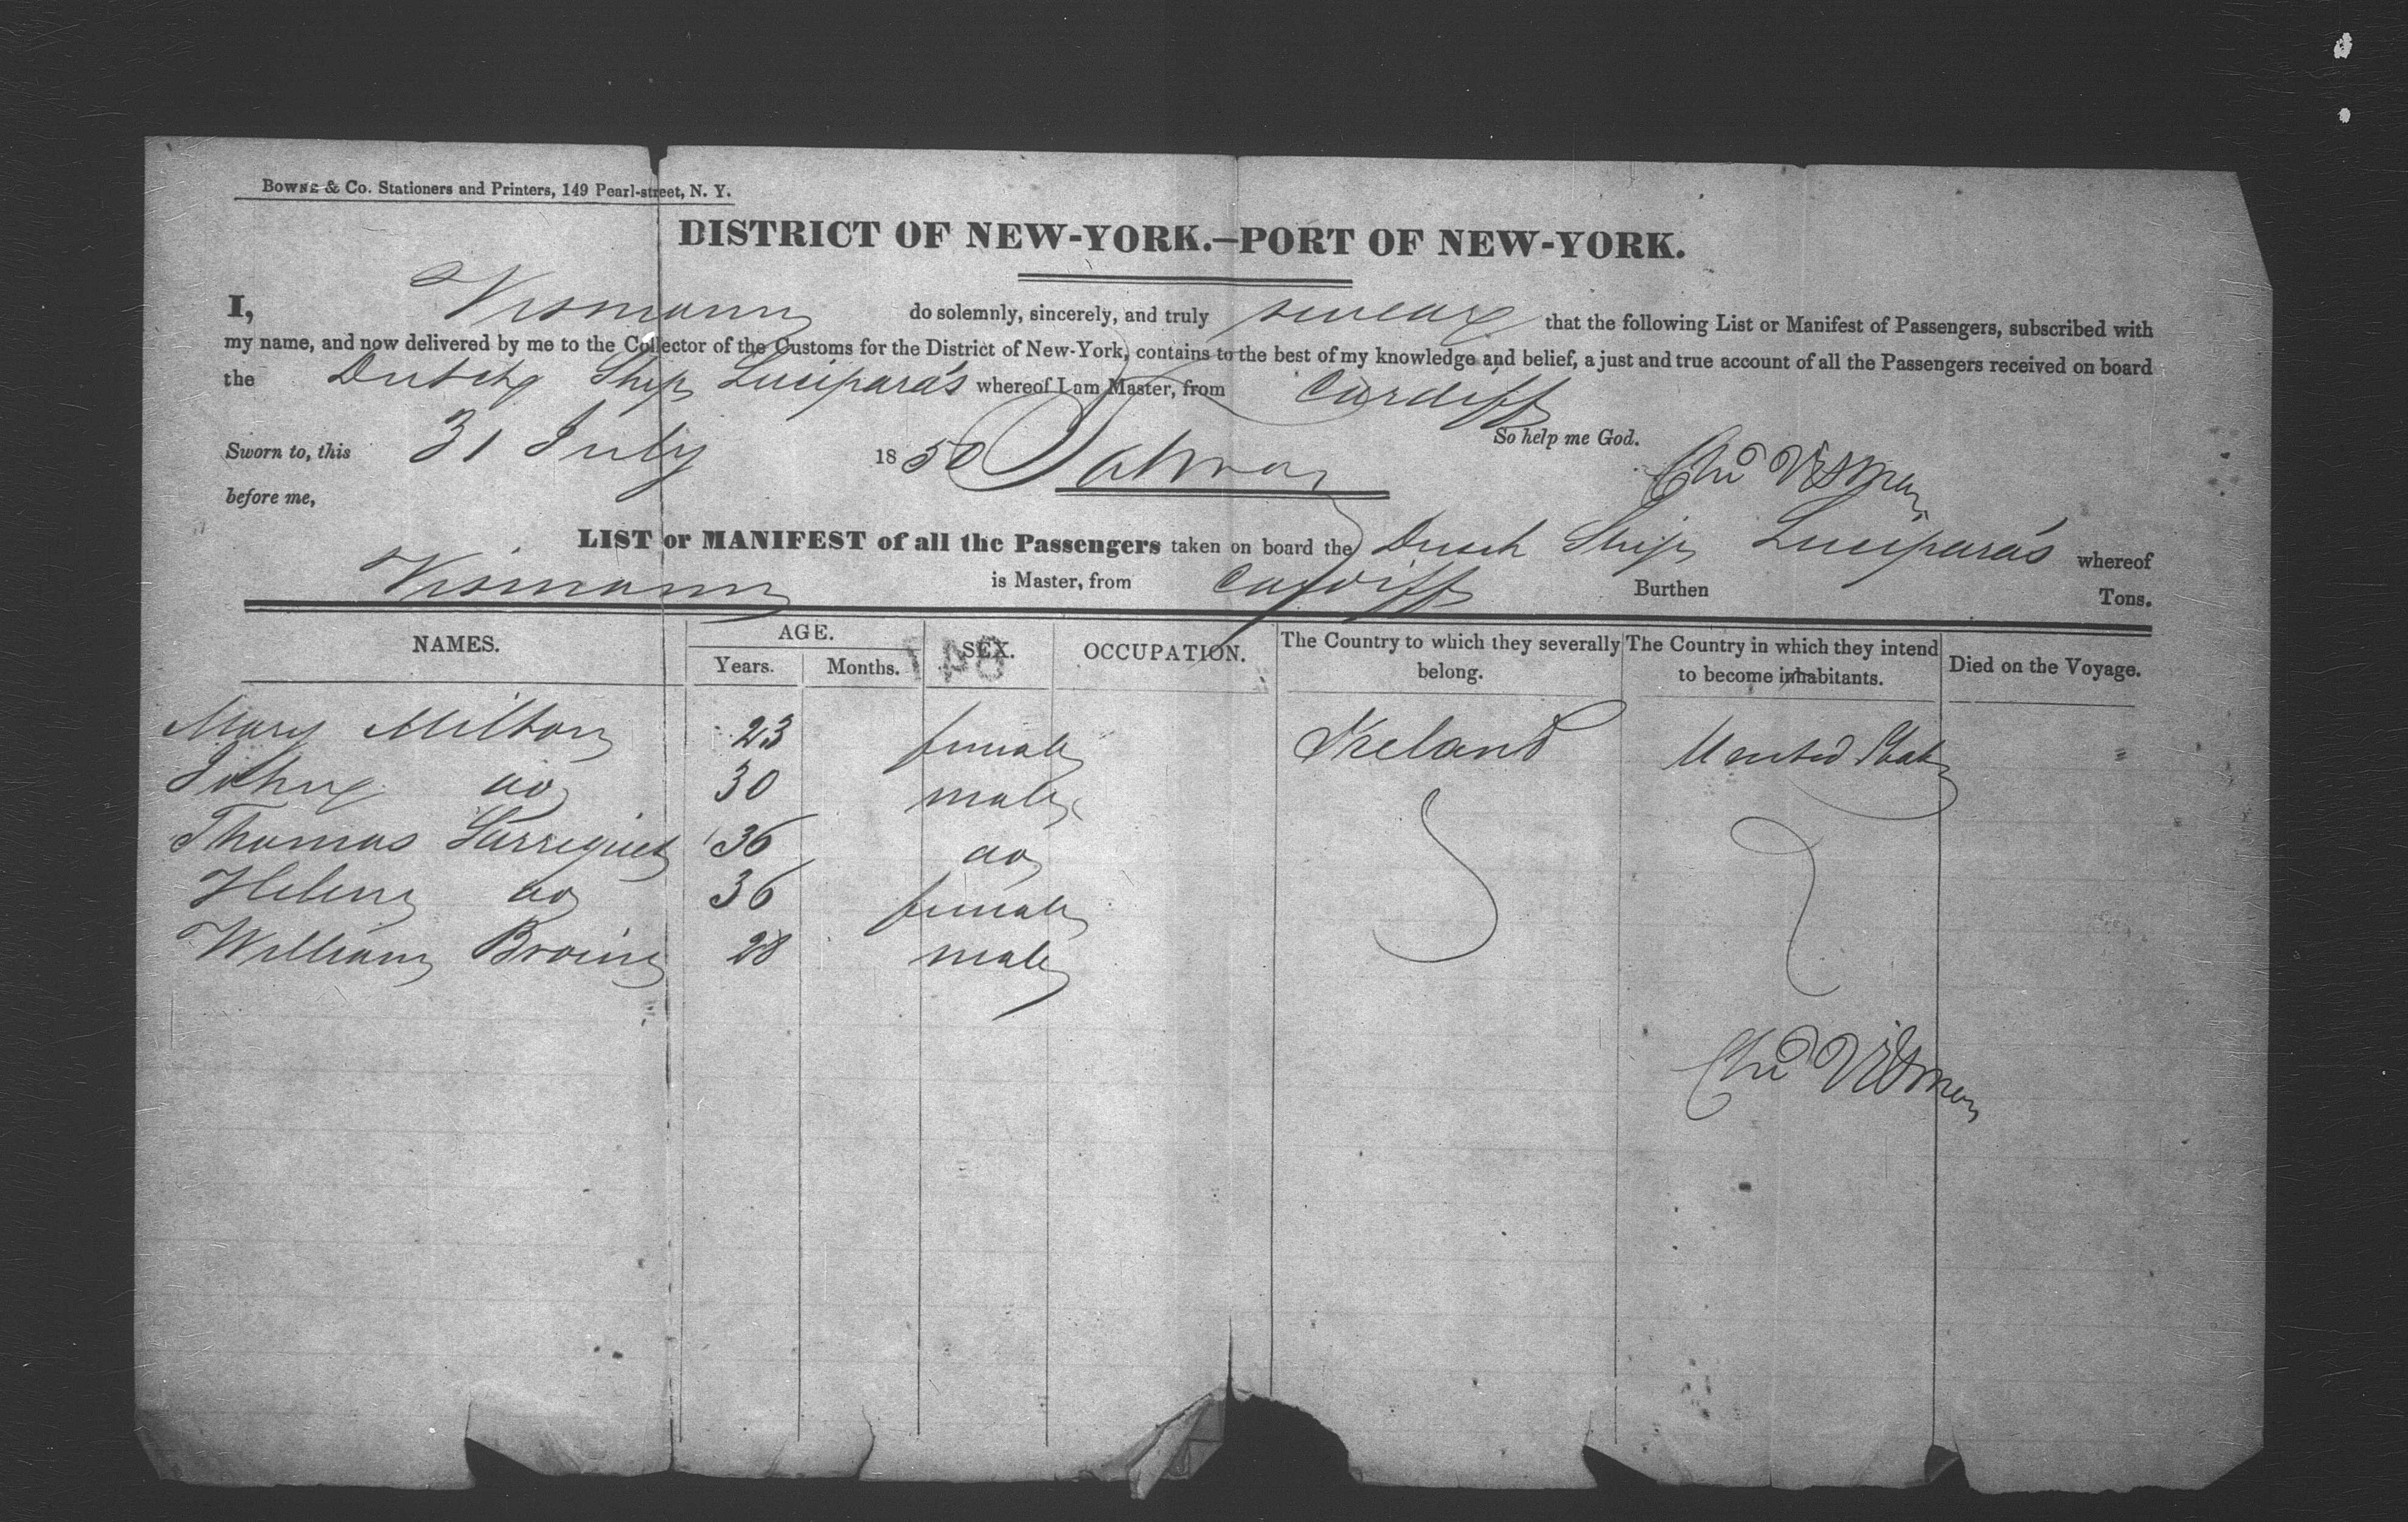 Bowne & Co. Stationers and Printers, 149 Pearl-street, N. Y.
DISTRICT OF NEW-YORK.—PORT OF NEW-YORK.
I, Vismann do solemnly, sincerely, and truly swear that the following List or Manifest of Passengers, subscribed with
my name, and now delivered by me to the Collector of the Customs for the District of New-York, contains to the best of my knowledge and belief, a just and true account of all the Passengers received on board
the Dutch Ship Lucipara's whereof I am Master, from Cardiff
So help me God.
Sworn to, this 31 July 1850
before me,
Chr Visman
LIST or MANIFEST of all the Passengers taken on board the Dutch Ship Lucipara's whereof
Vismann is Master, from Cardiff Burthen Tons.
NAMES. AGE. SEX. OCCUPATION. The Country to which they severally belong. The Country in which they intend to become inhabitants. Died on the Voyage.
Years. Months.
Mary Milton 23 female Ireland United States "
John do 30 male
Thomas 36 do
Helen do 36 female
William 28 male
Chr Visman